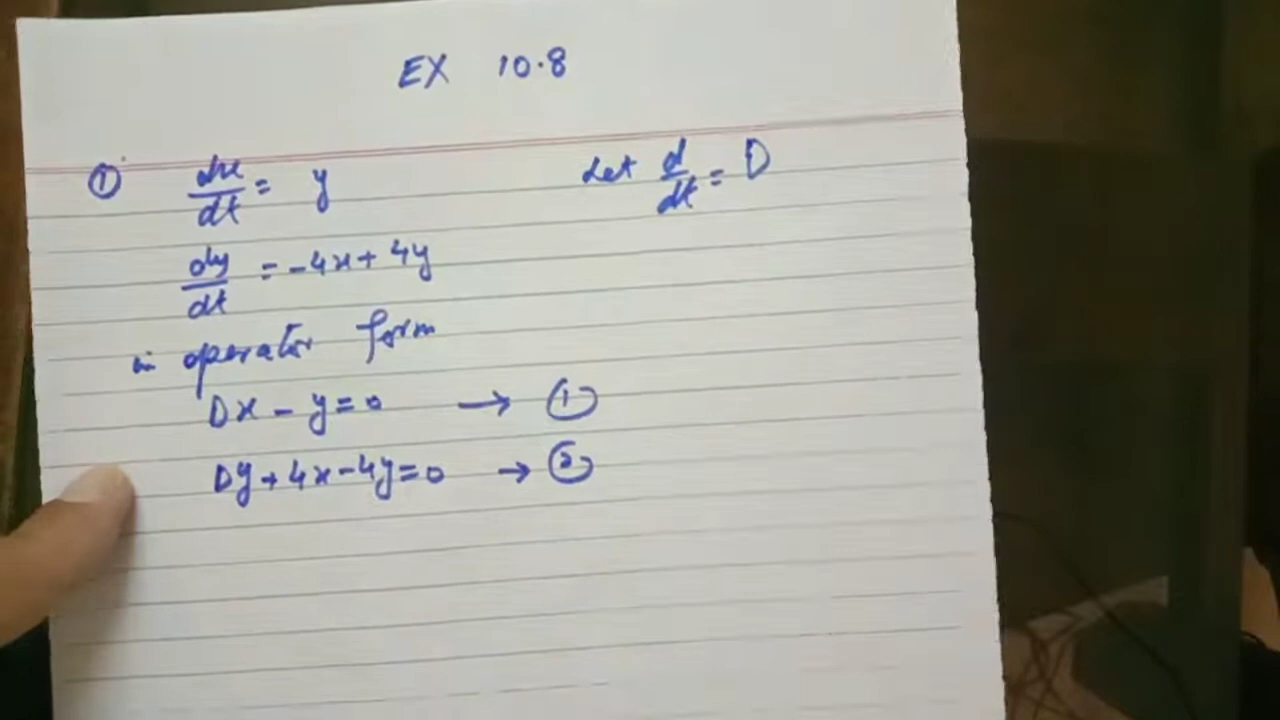 EX 10.8
① dx/dt = y Let d/dt = D
dy/dt = -4x + 4y
in operator form
Dx - y = 0 → ①
Dy + 4x - 4y = 0 → ②